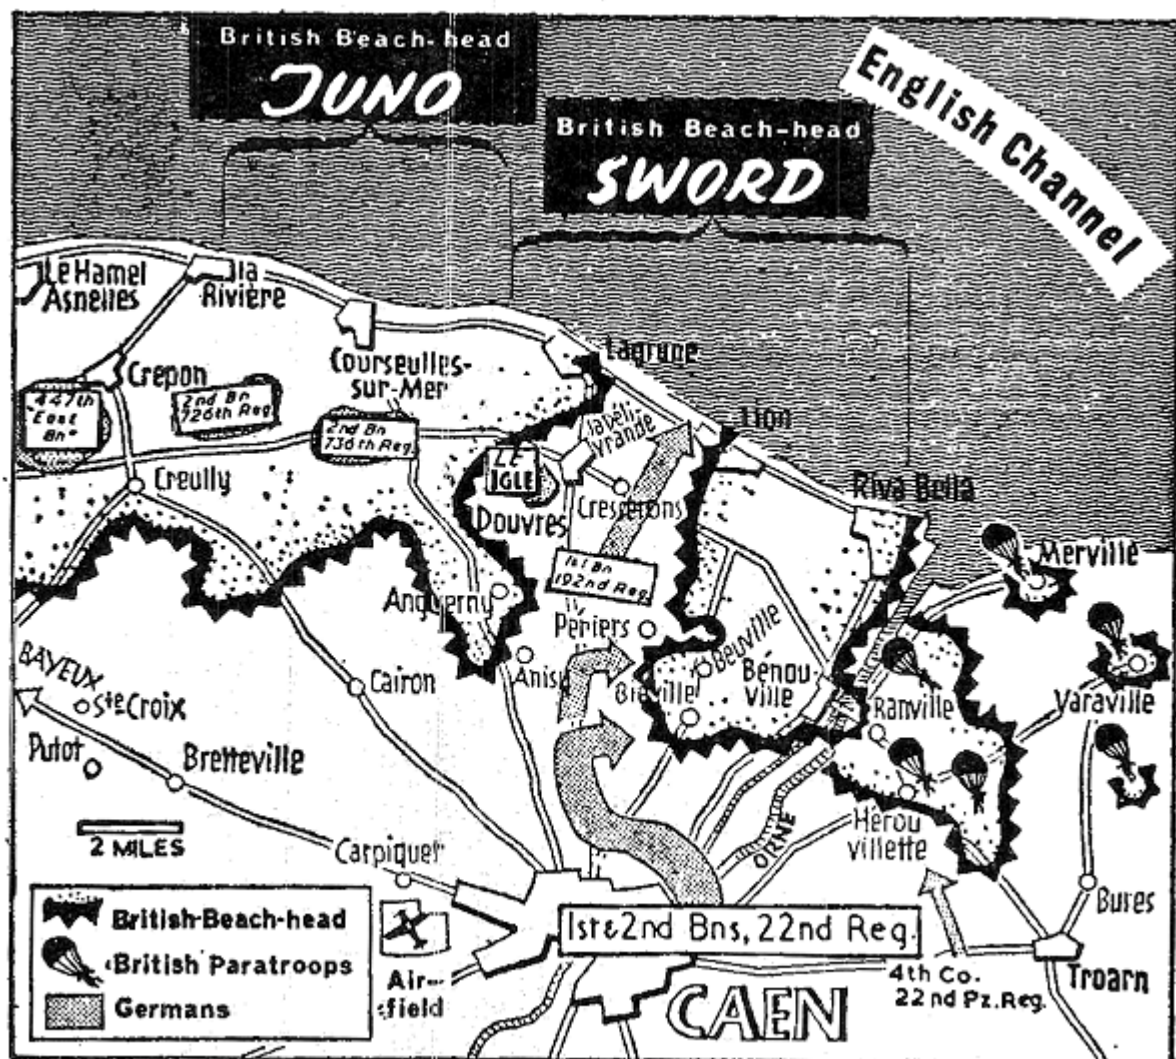 British Beach-head
JUNO
British Beach-head
SWORD
English Channel
Le Hamel
Asnelles
la
Rivière
Courseulles-
sur-Mer
Lagrune
Crepon
447th
East
Bn
2nd Bn
726th Reg.
2nd Bn
736th Reg.
Lion
LE
IGLE
Douvres
Creully
Crescerons
Riva Bella
Merville
1st Bn
192nd Reg.
Anguerny
Périers
Beuville
Bénou-
ville
Anisy
Biéville
Ranville
Varaville
BAYEUX
Ste Croix
Cairon
Putot
Bretteville
2 MILES
ORNE
Hérou
villette
Carpiquet
British-Beach-head
British Paratroops
Germans
Air-
field
1st & 2nd Bns, 22nd Reg.
CAEN
4th Co.
22nd Pz. Reg.
Bures
Troarn